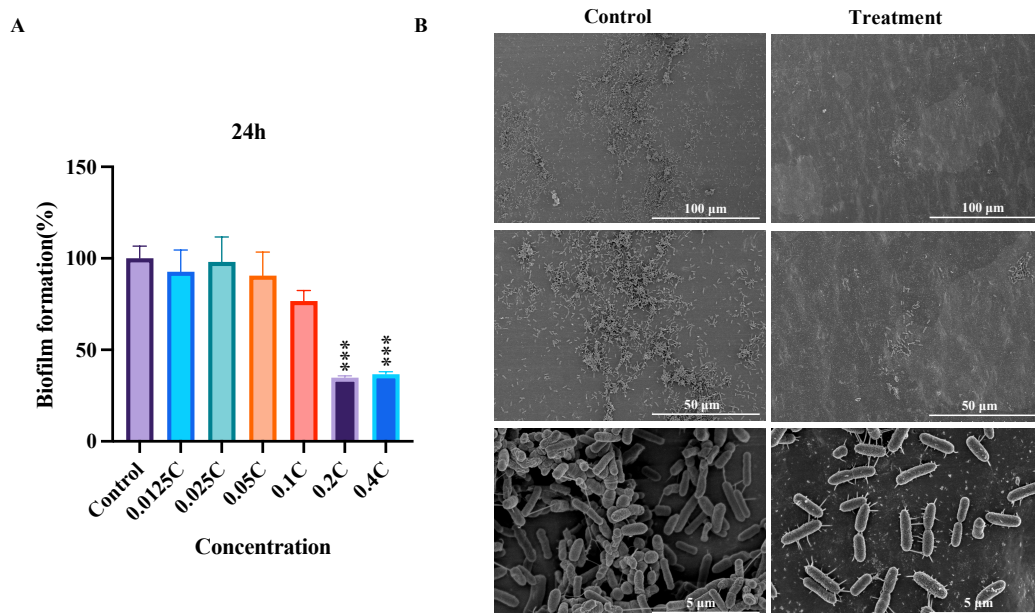 A
B
Control
Treatment
24h
Biofilm formation(%)
150
100
50
0
***
***
Control
0.0125C
0.025C
0.05C
0.1C
0.2C
0.4C
Concentration
100 μm
100 μm
50 μm
50 μm
5 μm
5 μm